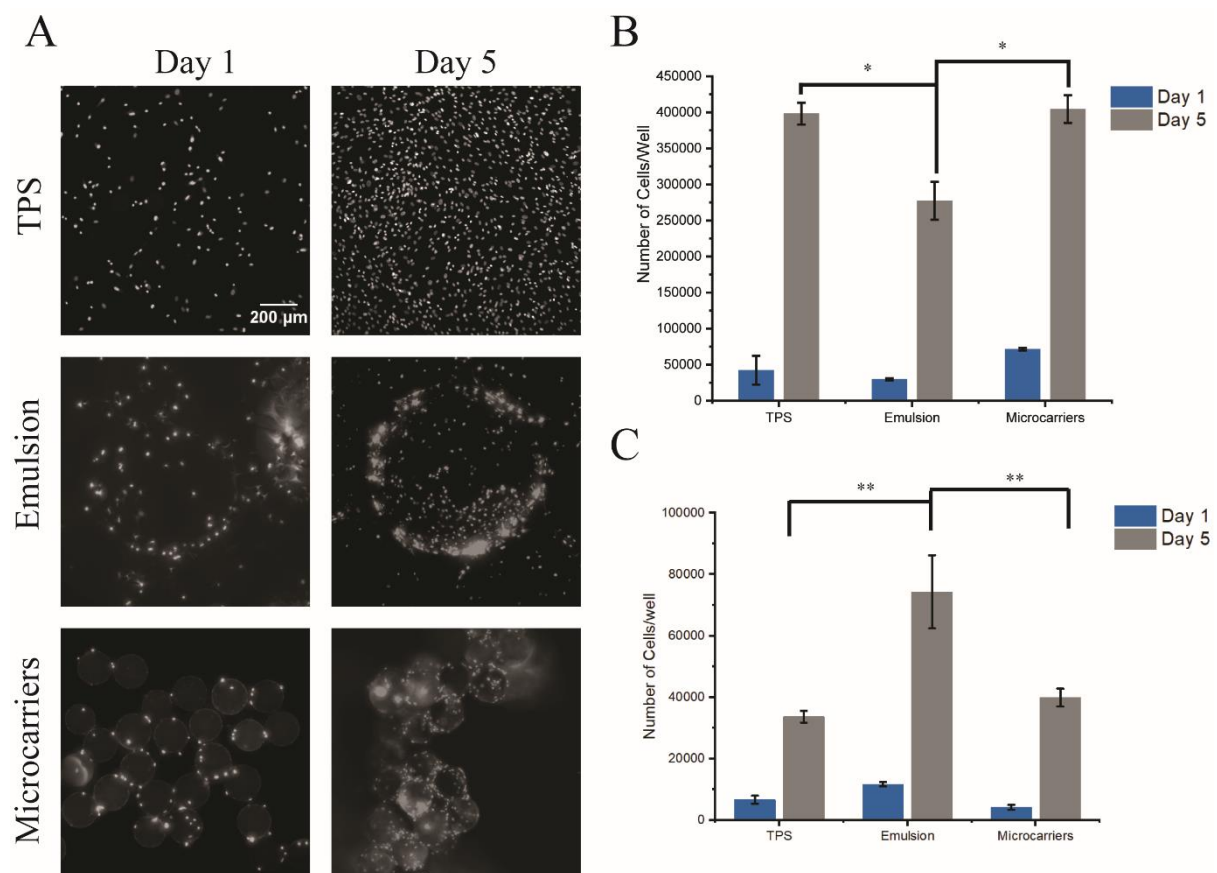 A
Day 1
Day 5
TPS
200 µm
Emulsion
Microcarriers
B
*
*
Day 1
Day 5
Number of Cells/Well
450000
400000
350000
300000
250000
200000
150000
100000
50000
0
TPS
Emulsion
Microcarriers
C
**
**
Day 1
Day 5
Number of Cells/well
100000
80000
60000
40000
20000
0
TPS
Emulsion
Microcarriers